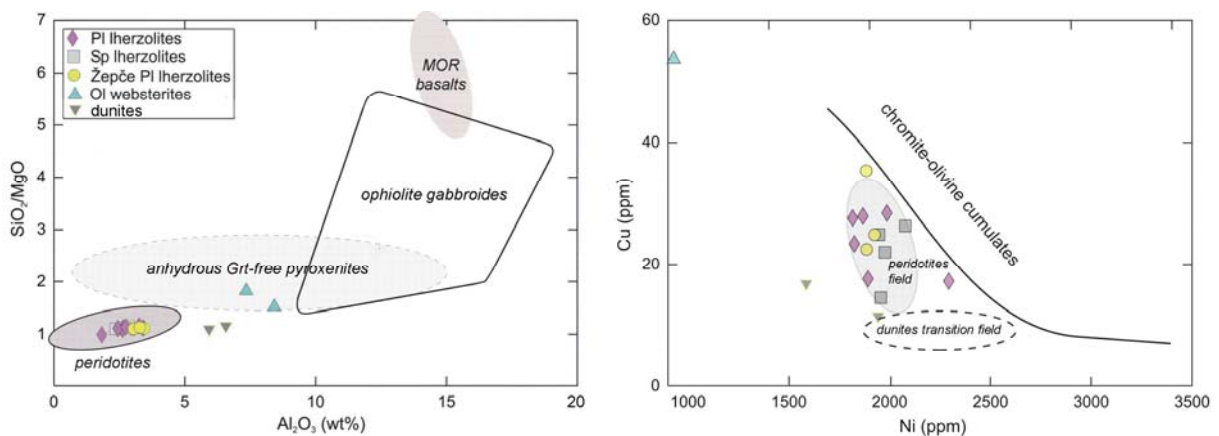 7
6
5
4
3
2
1
0
SiO₂/MgO
Pl lherzolites
Sp lherzolites
Žepče Pl lherzolites
Ol websterites
dunites
MOR
basalts
ophiolite gabbroides
anhydrous Grt-free pyroxenites
peridotites
0
5
10
15
20
Al₂O₃ (wt%)
60
40
20
0
Cu (ppm)
chromite-olivine cumulates
peridotites
field
dunites transition field
1000
2000
2500
3000
3500
Ni (ppm)